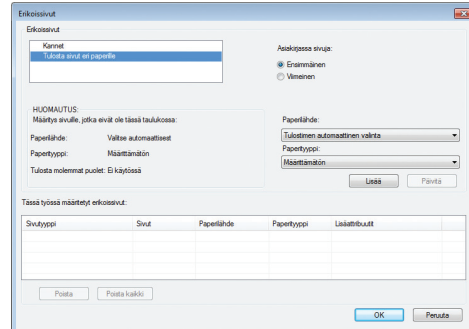 Erikoissivut
Erikoissivut
Kannet
Tulosta sivut eri paperille
Asiakirjassa sivuja:
Ensimmäinen
Viimeinen
HUOMAUTUS:
Määritys sivuille, jotka eivät ole tässä taulukossa:
Paperilähde: Valitse automaattisest
Paperityyppi: Määrittämätön
Tulosta molemmat puolet: Ei käytössä
Paperilähde:
Tulostimen automaattinen valinta
Paperityyppi:
Määrittämätön
Lisää Päivitä
Tässä työssä määritetyt erikoissivut:
Sivutyyppi Sivut Paperilähde Paperityyppi Lisäattribuutit
Poista Poista kaikki
OK Peruuta